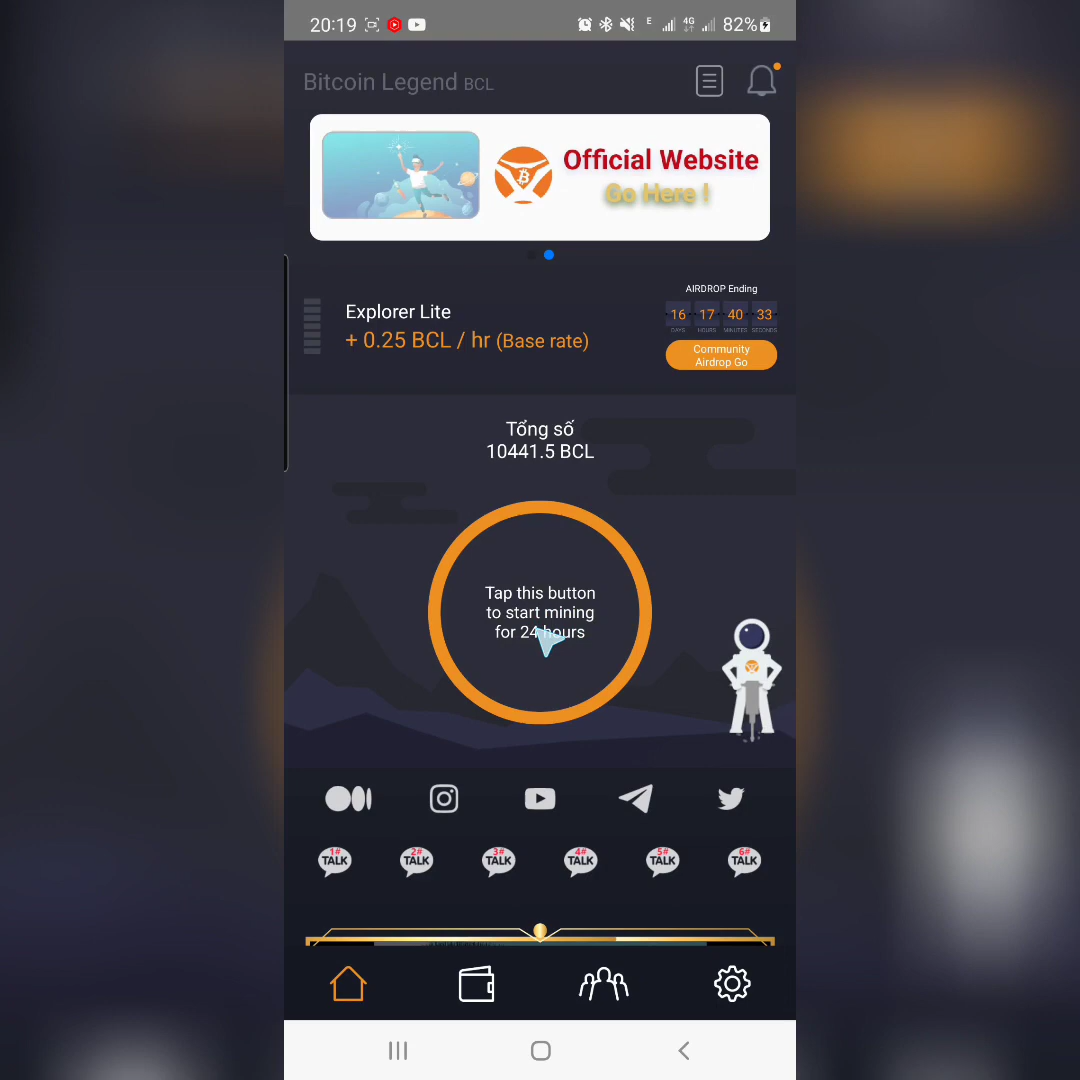 20:19
E
4G
82%
Bitcoin Legend BCL
Official Website
Go Here !
Explorer Lite
+ 0.25 BCL / hr (Base rate)
AIRDROP Ending
16 17 40 33
DAYS HOURS MINUTES SECONDS
Community
Airdrop Go
Tổng số
10441.5 BCL
Tap this button
to start mining
for 24 hours
1# TALK
2# TALK
3# TALK
4# TALK
5# TALK
6# TALK